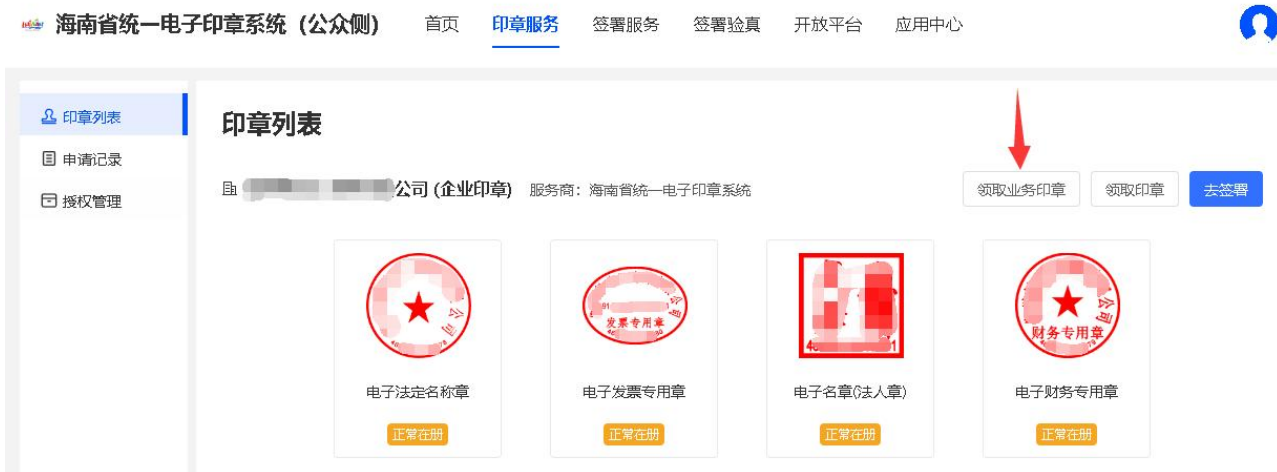 海南省统一电子印章系统（公众侧） 首页 印章服务 签署服务 签署验真 开放平台 应用中心
印章列表
申请记录
授权管理
印章列表
公司 (企业印章) 服务商：海南省统一电子印章系统 领取业务印章 领取印章 去签署
公司
公司
发票专用章
公司
财务专用章
电子法定名称章 电子发票专用章 电子名章(法人章) 电子财务专用章
正常在册 正常在册 正常在册 正常在册